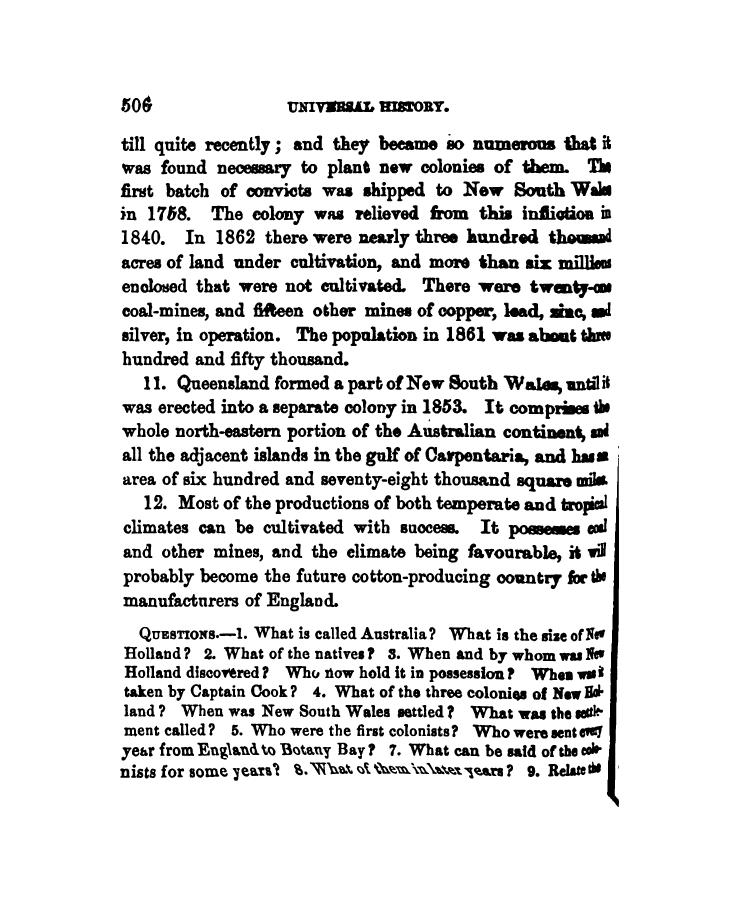 506 UNIVERSAL HISTORY.
till quite recently; and they became so numerous that it
was found necessary to plant new colonies of them. The
first batch of convicts was shipped to New South Wales
in 1758. The colony was relieved from this infliction in
1840. In 1862 there were nearly three hundred thousand
acres of land under cultivation, and more than six millions
enclosed that were not cultivated. There were twenty-one
coal-mines, and fifteen other mines of copper, lead, zinc, and
silver, in operation. The population in 1861 was about three
hundred and fifty thousand.
11. Queensland formed a part of New South Wales, until it
was erected into a separate colony in 1853. It comprises the
whole north-eastern portion of the Australian continent, and
all the adjacent islands in the gulf of Carpentaria, and has an
area of six hundred and seventy-eight thousand square miles.
12. Most of the productions of both temperate and tropical
climates can be cultivated with success. It possesses coal
and other mines, and the climate being favourable, it will
probably become the future cotton-producing country for the
manufacturers of England.
QUESTIONS.—1. What is called Australia? What is the size of New
Holland? 2. What of the natives? 3. When and by whom was New
Holland discovered? Who now hold it in possession? When was it
taken by Captain Cook? 4. What of the three colonies of New Hol-
land? When was New South Wales settled? What was the settle-
ment called? 5. Who were the first colonists? Who were sent every
year from England to Botany Bay? 7. What can be said of the colo-
nists for some years? 8. What of them in later years? 9. Relate the